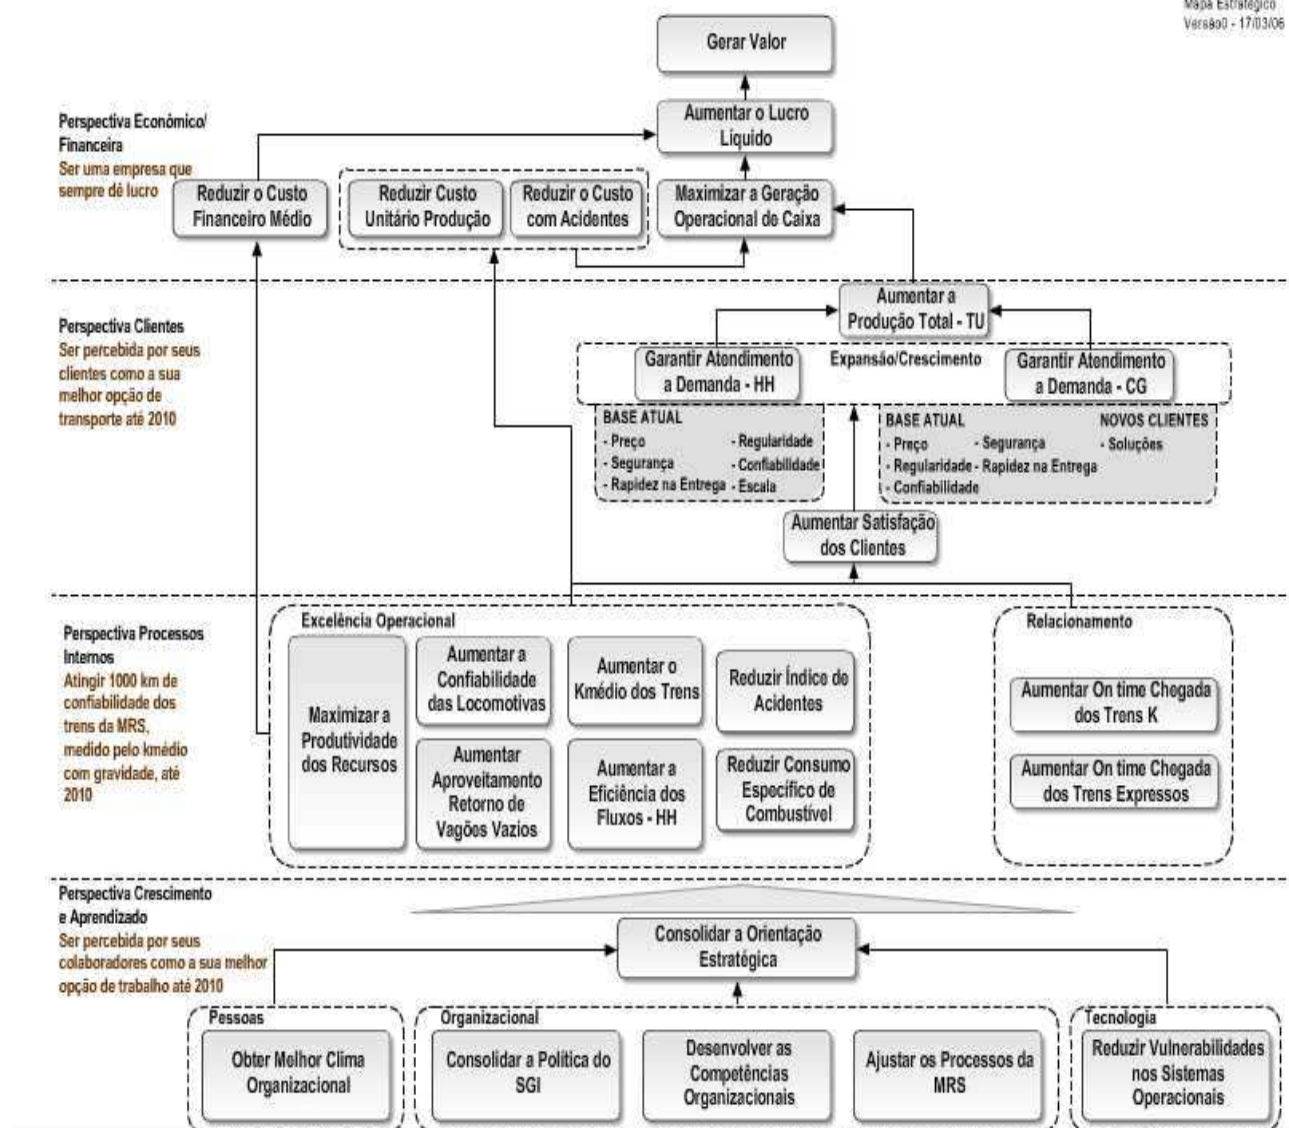 Mapa Estratégico
Versão0 - 17/03/06
Gerar Valor
Perspectiva Econômico/
Financeira
Ser uma empresa que
sempre dê lucro
Aumentar o Lucro
Líquido
Reduzir o Custo
Financeiro Médio
Reduzir Custo
Unitário Produção
Reduzir o Custo
com Acidentes
Maximizar a Geração
Operacional de Caixa
Perspectiva Clientes
Ser percebida por seus
clientes como a sua
melhor opção de
transporte até 2010
Aumentar a
Produção Total - TU
Garantir Atendimento
a Demanda - HH
Expansão/Crescimento
Garantir Atendimento
a Demanda - CG
BASE ATUAL
- Preço - Regularidade
- Segurança - Confiabilidade
- Rapidez na Entrega - Escala
BASE ATUAL NOVOS CLIENTES
- Preço - Segurança - Soluções
- Regularidade - Rapidez na Entrega
- Confiabilidade
Aumentar Satisfação
dos Clientes
Perspectiva Processos
Internos
Atingir 1000 km de
confiabilidade dos
trens da MRS,
medido pelo kmédio
com gravidade, até
2010
Excelência Operacional
Maximizar a
Produtividade
dos Recursos
Aumentar a
Confiabilidade
das Locomotivas
Aumentar o
Kmédio dos Trens
Reduzir Índice de
Acidentes
Aumentar
Aproveitamento
Retorno de
Vagões Vazios
Aumentar a
Eficiência dos
Fluxos - HH
Reduzir Consumo
Específico de
Combustível
Relacionamento
Aumentar On time Chegada
dos Trens K
Aumentar On time Chegada
dos Trens Expressos
Perspectiva Crescimento
e Aprendizado
Ser percebida por seus
colaboradores como a sua melhor
opção de trabalho até 2010
Consolidar a Orientação
Estratégica
Pessoas
Obter Melhor Clima
Organizacional
Organizacional
Consolidar a Política do
SGI
Desenvolver as
Competências
Organizacionais
Ajustar os Processos da
MRS
Tecnologia
Reduzir Vulnerabilidades
nos Sistemas
Operacionais